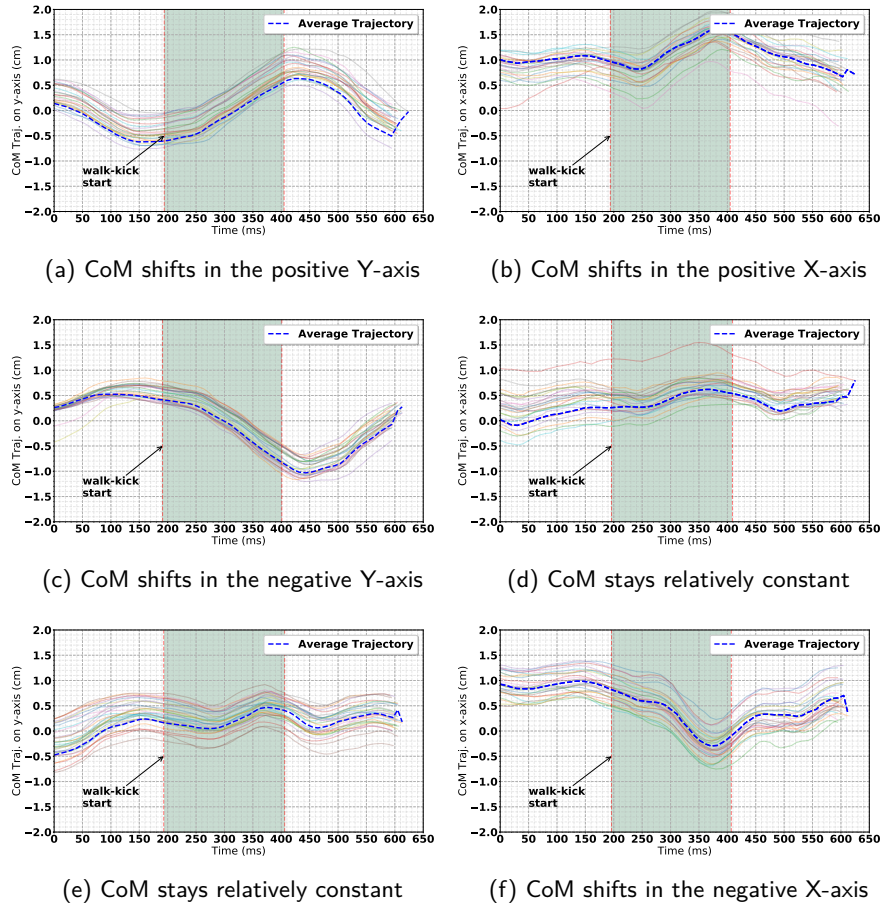 2.0
1.5
1.0
0.5
0.0
−0.5
−1.0
−1.5
−2.0
CoM Traj. on y-axis (cm)
Average Trajectory
walk-kick
start
0 50 100 150 200 250 300 350 400 450 500 550 600 650
Time (ms)
(a) CoM shifts in the positive Y-axis
2.0
1.5
1.0
0.5
0.0
−0.5
−1.0
−1.5
−2.0
CoM Traj. on x-axis (cm)
Average Trajectory
walk-kick
start
0 50 100 150 200 250 300 350 400 450 500 550 600 650
Time (ms)
(b) CoM shifts in the positive X-axis
2.0
1.5
1.0
0.5
0.0
−0.5
−1.0
−1.5
−2.0
CoM Traj. on y-axis (cm)
Average Trajectory
walk-kick
start
0 50 100 150 200 250 300 350 400 450 500 550 600 650
Time (ms)
(c) CoM shifts in the negative Y-axis
2.0
1.5
1.0
0.5
0.0
−0.5
−1.0
−1.5
−2.0
CoM Traj. on x-axis (cm)
Average Trajectory
walk-kick
start
0 50 100 150 200 250 300 350 400 450 500 550 600 650
Time (ms)
(d) CoM stays relatively constant
2.0
1.5
1.0
0.5
0.0
−0.5
−1.0
−1.5
−2.0
CoM Traj. on y-axis (cm)
Average Trajectory
walk-kick
start
0 50 100 150 200 250 300 350 400 450 500 550 600 650
Time (ms)
(e) CoM stays relatively constant
2.0
1.5
1.0
0.5
0.0
−0.5
−1.0
−1.5
−2.0
CoM Traj. on x-axis (cm)
Average Trajectory
walk-kick
start
0 50 100 150 200 250 300 350 400 450 500 550 600 650
Time (ms)
(f) CoM shifts in the negative X-axis